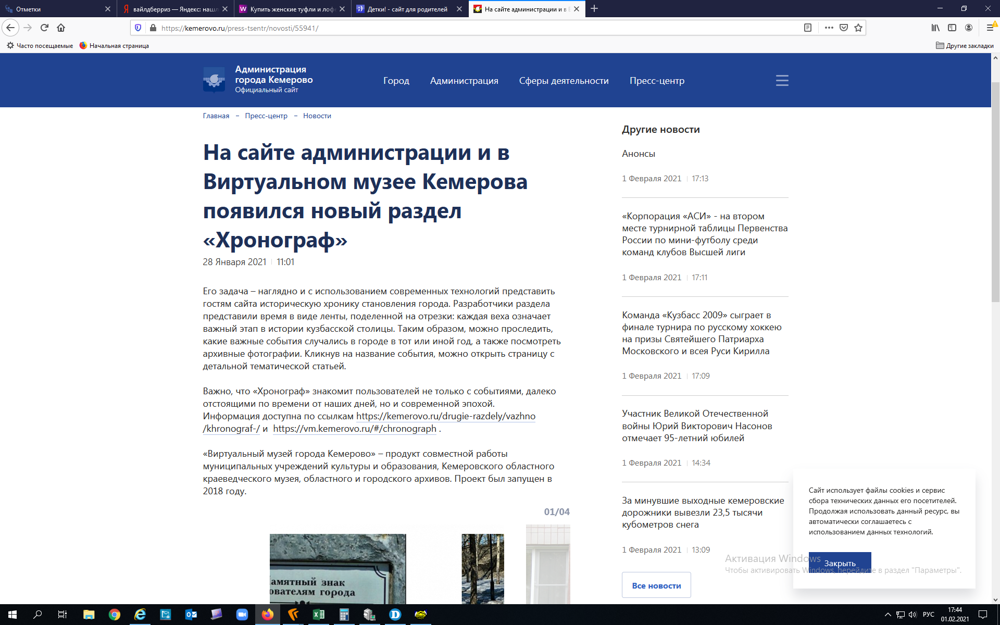 Отметки
вайлдберриз — Яндекс: нашл
Купить женские туфли и лоф
Детки! - сайт для родителей
На сайте администрации и в В
https://kemerovo.ru/press-tsentr/novosti/55941/
Часто посещаемые
Начальная страница
Другие закладки
Администрация
города Кемерово
Официальный сайт
Город
Администрация
Сферы деятельности
Пресс-центр
Главная – Пресс-центр – Новости
На сайте администрации и в
Виртуальном музее Кемерова
появился новый раздел
«Хронограф»
28 Января 2021 | 11:01
Его задача – наглядно и с использованием современных технологий представить
гостям сайта историческую хронику становления города. Разработчики раздела
представили время в виде ленты, поделенной на отрезки: каждая веха означает
важный этап в истории кузбасской столицы. Таким образом, можно проследить,
какие важные события случались в городе в тот или иной год, а также посмотреть
архивные фотографии. Кликнув на название события, можно открыть страницу с
детальной тематической статьей.
Важно, что «Хронограф» знакомит пользователей не только с событиями, далеко
отстоящими по времени от наших дней, но и современной эпохой.
Информация доступна по ссылкам https://kemerovo.ru/drugie-razdely/vazhno
/khronograf-/ и https://vm.kemerovo.ru/#/chronograph .
«Виртуальный музей города Кемерово» – продукт совместной работы
муниципальных учреждений культуры и образования, Кемеровского областного
краеведческого музея, областного и городского архивов. Проект был запущен в
2018 году.
01/04
амятный знак
ователям города
Другие новости
Анонсы
1 Февраля 2021 | 17:13
«Корпорация «АСИ» - на втором
месте турнирной таблицы Первенства
России по мини-футболу среди
команд клубов Высшей лиги
1 Февраля 2021 | 17:11
Команда «Кузбасс 2009» сыграет в
финале турнира по русскому хоккею
на призы Святейшего Патриарха
Московского и всея Руси Кирилла
1 Февраля 2021 | 17:09
Участник Великой Отечественной
войны Юрий Викторович Насонов
отмечает 95-летний юбилей
1 Февраля 2021 | 14:34
За минувшие выходные кемеровские
дорожники вывезли 23,5 тысячи
кубометров снега
1 Февраля 2021 | 13:09
Все новости
Сайт использует файлы cookies и сервис
сбора технических данных его посетителей.
Продолжая использовать данный ресурс, вы
автоматически соглашаетесь с
использованием данных технологий.
Закрыть
Активация Windows
Чтобы активировать Windows, перейдите в раздел "Параметры".
РУС
17:44
01.02.2021